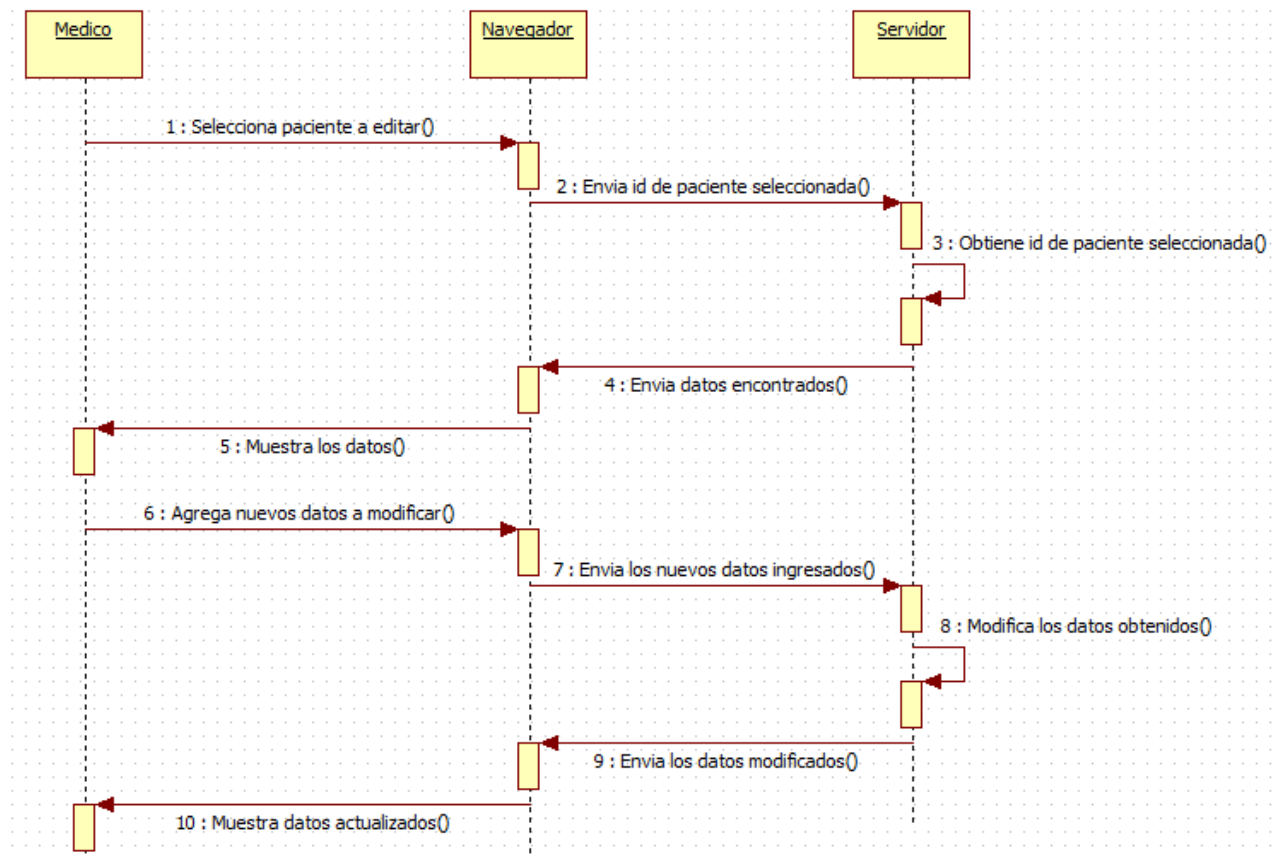 Medico
Navegador
Servidor
1 : Selecciona paciente a editar()
2 : Envia id de paciente seleccionada()
3 : Obtiene id de paciente seleccionada()
4 : Envia datos encontrados()
5 : Muestra los datos()
6 : Agrega nuevos datos a modificar()
7 : Envia los nuevos datos ingresados()
8 : Modifica los datos obtenidos()
9 : Envia los datos modificados()
10 : Muestra datos actualizados()